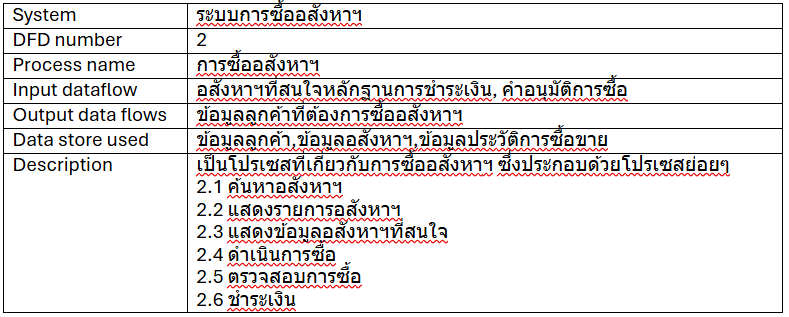 System ระบบการซื้ออสังหาฯ
DFD number 2
Process name การซื้ออสังหาฯ
Input dataflow อสังหาฯที่สนใจหลักฐานการชำระเงิน, คำอนุมัติการซื้อ
Output data flows ข้อมูลลูกค้าที่ต้องการซื้ออสังหาฯ
Data store used ข้อมูลลูกค้า,ข้อมูลอสังหาฯ,ข้อมูลประวัติการซื้อขาย
Description เป็นโปรเซสที่เกี่ยวกับการซื้ออสังหาฯ ซึ่งประกอบด้วยโปรเซสย่อยๆ
2.1 ค้นหาอสังหาฯ
2.2 แสดงรายการอสังหาฯ
2.3 แสดงข้อมูลอสังหาฯที่สนใจ
2.4 ดำเนินการซื้อ
2.5 ตรวจสอบการซื้อ
2.6 ชำระเงิน